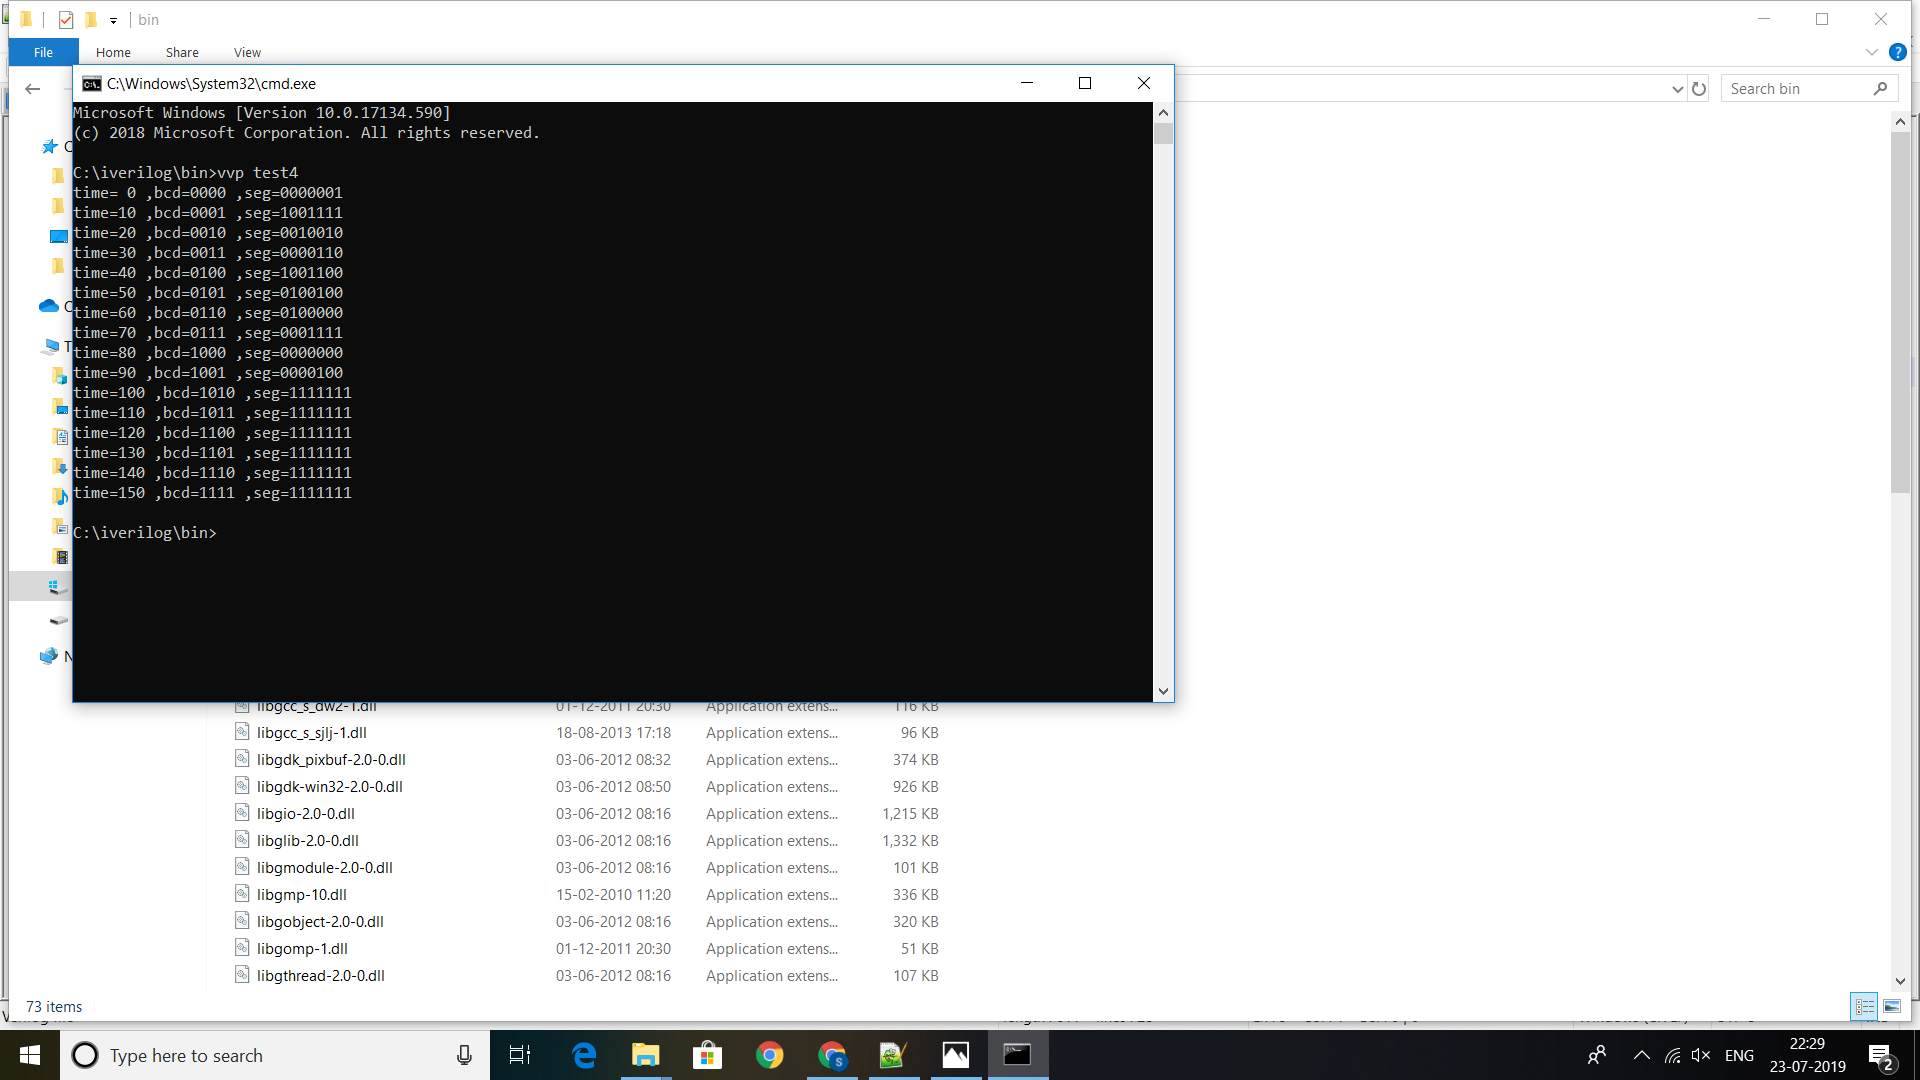 bin
File Home Share View
C:\Windows\System32\cmd.exe
Search bin
Microsoft Windows [Version 10.0.17134.590]
(c) 2018 Microsoft Corporation. All rights reserved.
C:\iverilog\bin>vvp test4
time= 0 ,bcd=0000 ,seg=0000001
time=10 ,bcd=0001 ,seg=1001111
time=20 ,bcd=0010 ,seg=0010010
time=30 ,bcd=0011 ,seg=0000110
time=40 ,bcd=0100 ,seg=1001100
time=50 ,bcd=0101 ,seg=0100100
time=60 ,bcd=0110 ,seg=0100000
time=70 ,bcd=0111 ,seg=0001111
time=80 ,bcd=1000 ,seg=0000000
time=90 ,bcd=1001 ,seg=0000100
time=100 ,bcd=1010 ,seg=1111111
time=110 ,bcd=1011 ,seg=1111111
time=120 ,bcd=1100 ,seg=1111111
time=130 ,bcd=1101 ,seg=1111111
time=140 ,bcd=1110 ,seg=1111111
time=150 ,bcd=1111 ,seg=1111111
C:\iverilog\bin>
libgcc_s_dw2-1.dll 01-12-2011 20:30 Application extens... 116 KB
libgcc_s_sjlj-1.dll 18-08-2013 17:18 Application extens... 96 KB
libgdk_pixbuf-2.0-0.dll 03-06-2012 08:32 Application extens... 374 KB
libgdk-win32-2.0-0.dll 03-06-2012 08:50 Application extens... 926 KB
libgio-2.0-0.dll 03-06-2012 08:16 Application extens... 1,215 KB
libglib-2.0-0.dll 03-06-2012 08:16 Application extens... 1,332 KB
libgmodule-2.0-0.dll 03-06-2012 08:16 Application extens... 101 KB
libgmp-10.dll 15-02-2010 11:20 Application extens... 336 KB
libgobject-2.0-0.dll 03-06-2012 08:16 Application extens... 320 KB
libgomp-1.dll 01-12-2011 20:30 Application extens... 51 KB
libgthread-2.0-0.dll 03-06-2012 08:16 Application extens... 107 KB
73 items
Type here to search
ENG
22:29
23-07-2019
2